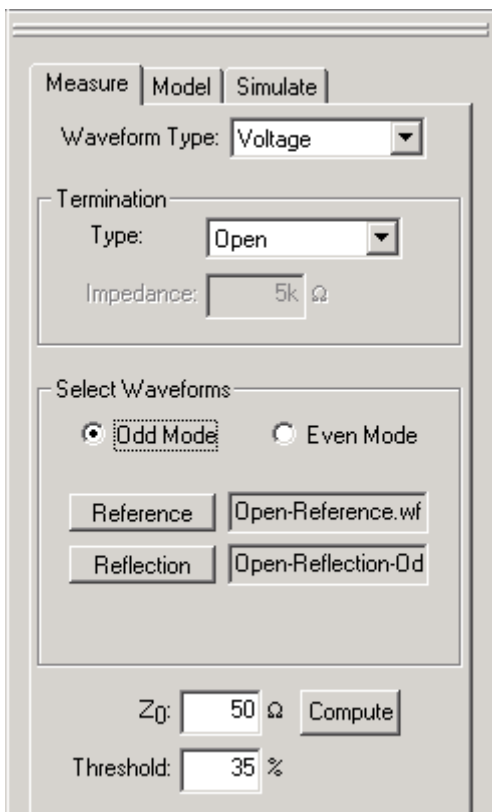 Measure Model Simulate
Waveform Type: Voltage
Termination
Type: Open
Impedance: 5k Ω
Select Waveforms
Odd Mode Even Mode
Reference Open-Reference.wf
Reflection Open-Reflection-Od
Z0: 50 Ω Compute
Threshold: 35 %